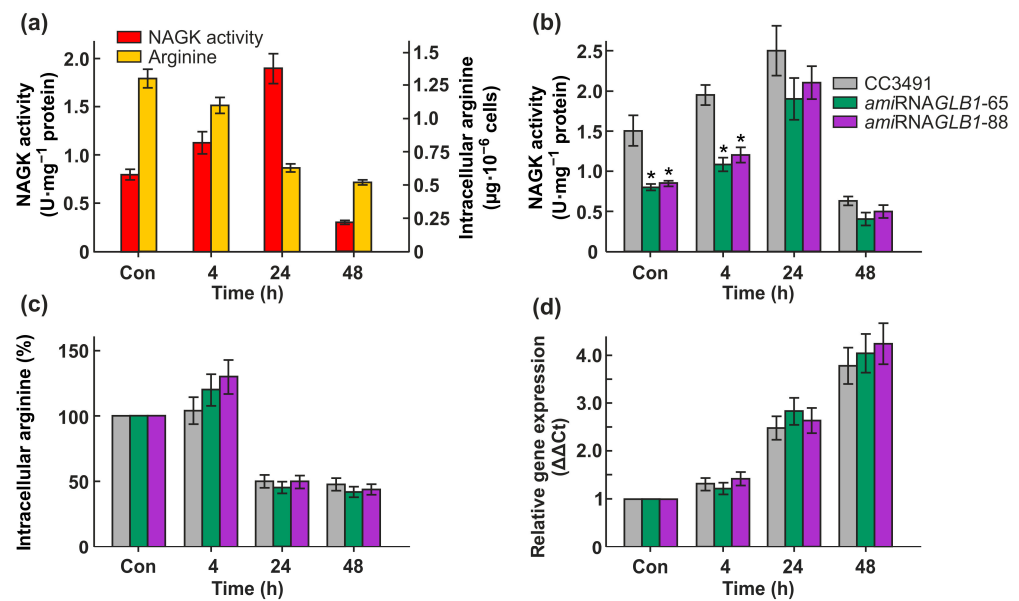 (a)
NAGK activity
Arginine
NAGK activity
(U·mg⁻¹ protein)
2.0
1.5
1.0
0.5
0
1.5
1.25
1.0
0.75
0.5
0.25
0
Intracellular arginine
(µg·10⁻⁶ cells)
Con 4 24 48
Time (h)
(b)
NAGK activity
(U·mg⁻¹ protein)
2.5
2.0
1.5
1.0
0.5
0
* * * *
CC3491
amiRNAGLB1-65
amiRNAGLB1-88
Con 4 24 48
Time (h)
(c)
Intracellular arginine (%)
150
100
50
0
Con 4 24 48
Time (h)
(d)
Relative gene expression
(ΔΔCt)
4.0
3.0
2.0
1
0
Con 4 24 48
Time (h)